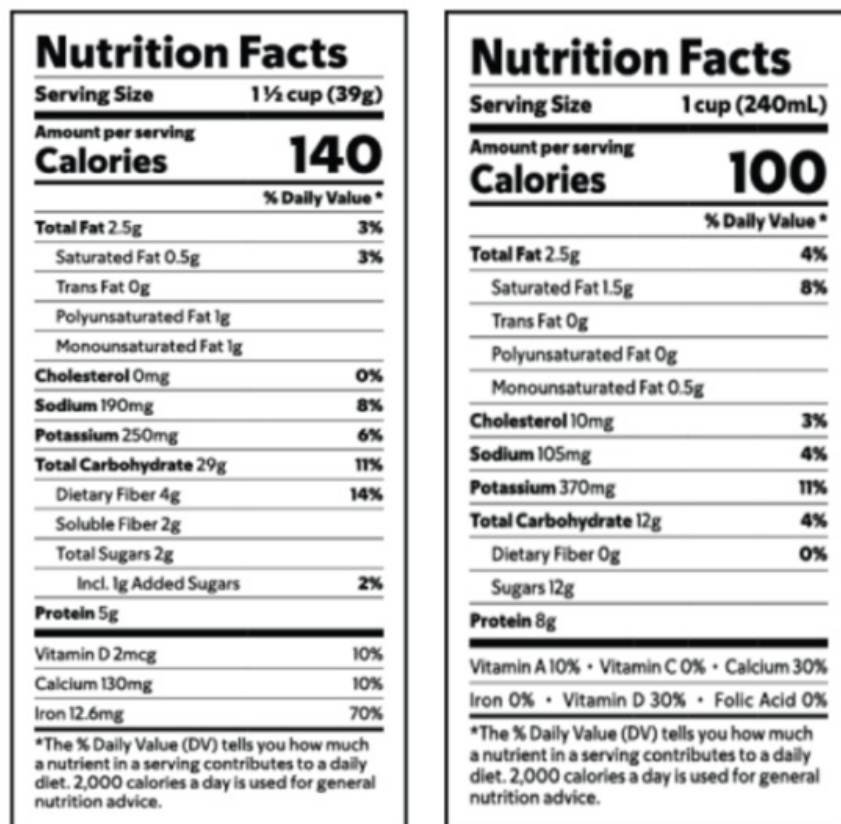 Nutrition Facts
Serving Size 1 ½ cup (39g)
Amount per serving
Calories 140
% Daily Value *
Total Fat 2.5g 3%
Saturated Fat 0.5g 3%
Trans Fat 0g
Polyunsaturated Fat 1g
Monounsaturated Fat 1g
Cholesterol 0mg 0%
Sodium 190mg 8%
Potassium 250mg 6%
Total Carbohydrate 29g 11%
Dietary Fiber 4g 14%
Soluble Fiber 2g
Total Sugars 2g
Incl. 1g Added Sugars 2%
Protein 5g
Vitamin D 2mcg 10%
Calcium 130mg 10%
Iron 12.6mg 70%
*The % Daily Value (DV) tells you how much
a nutrient in a serving contributes to a daily
diet. 2,000 calories a day is used for general
nutrition advice.
Nutrition Facts
Serving Size 1 cup (240mL)
Amount per serving
Calories 100
% Daily Value *
Total Fat 2.5g 4%
Saturated Fat 1.5g 8%
Trans Fat 0g
Polyunsaturated Fat 0g
Monounsaturated Fat 0.5g
Cholesterol 10mg 3%
Sodium 105mg 4%
Potassium 370mg 11%
Total Carbohydrate 12g 4%
Dietary Fiber 0g 0%
Sugars 12g
Protein 8g
Vitamin A 10% • Vitamin C 0% • Calcium 30%
Iron 0% • Vitamin D 30% • Folic Acid 0%
*The % Daily Value (DV) tells you how much
a nutrient in a serving contributes to a daily
diet. 2,000 calories a day is used for general
nutrition advice.